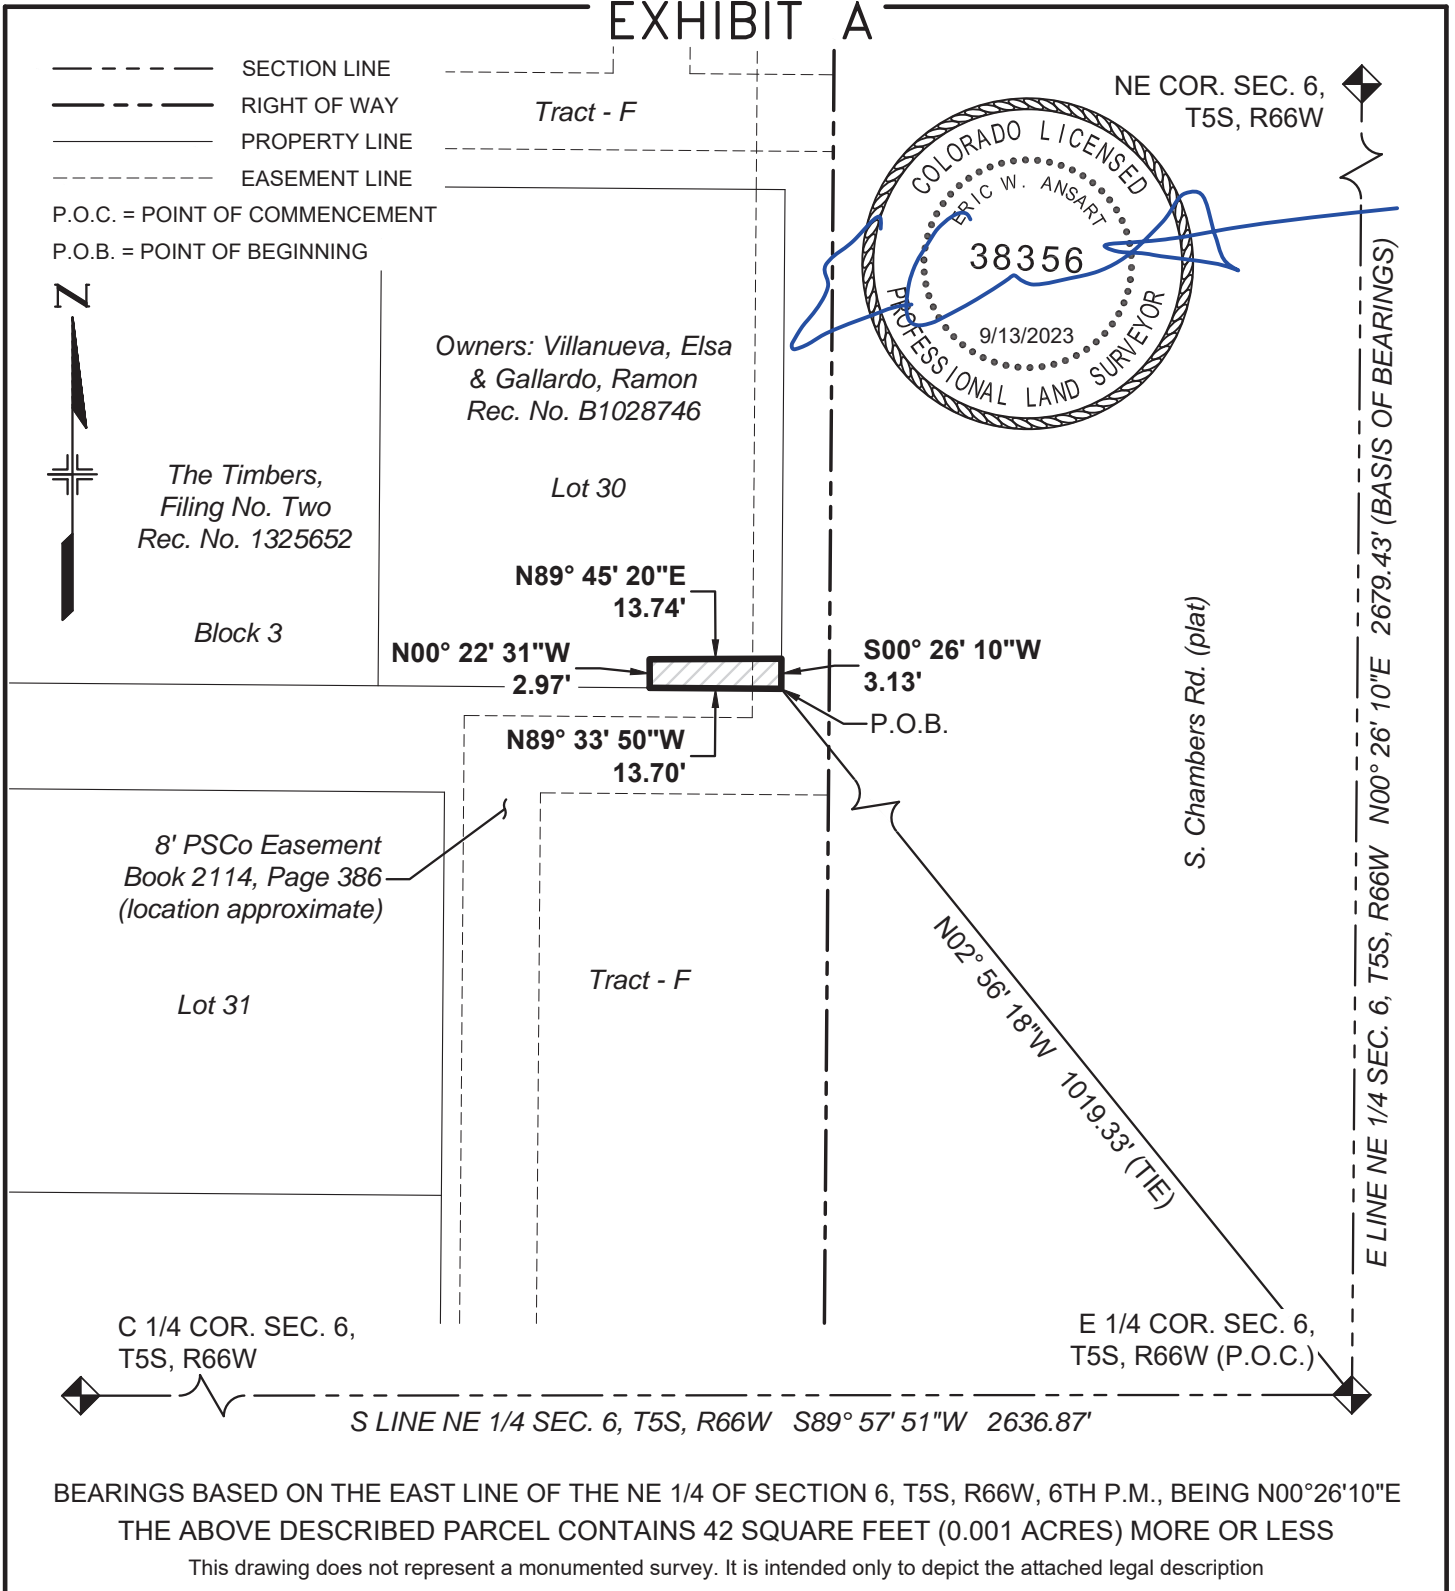 EXHIBIT A
SECTION LINE
RIGHT OF WAY
PROPERTY LINE
EASEMENT LINE
P.O.C. = POINT OF COMMENCEMENT
P.O.B. = POINT OF BEGINNING
N
Tract - F
NE COR. SEC. 6,
T5S, R66W
COLORADO LICENSED
ERIC W. ANSART
38356
9/13/2023
PROFESSIONAL LAND SURVEYOR
Owners: Villanueva, Elsa
& Gallardo, Ramon
Rec. No. B1028746
Lot 30
The Timbers,
Filing No. Two
Rec. No. 1325652
Block 3
N89° 45' 20"E
13.74'
N00° 22' 31"W
2.97'
S00° 26' 10"W
3.13'
P.O.B.
N89° 33' 50"W
13.70'
8' PSCo Easement
Book 2114, Page 386
(location approximate)
Lot 31
Tract - F
S. Chambers Rd. (plat)
N02° 56' 18"W 1019.33' (TIE)
E LINE NE 1/4 SEC. 6, T5S, R66W N00° 26' 10"E 2679.43' (BASIS OF BEARINGS)
C 1/4 COR. SEC. 6,
T5S, R66W
E 1/4 COR. SEC. 6,
T5S, R66W (P.O.C.)
S LINE NE 1/4 SEC. 6, T5S, R66W S89° 57' 51"W 2636.87'
BEARINGS BASED ON THE EAST LINE OF THE NE 1/4 OF SECTION 6, T5S, R66W, 6TH P.M., BEING N00°26'10"E
THE ABOVE DESCRIBED PARCEL CONTAINS 42 SQUARE FEET (0.001 ACRES) MORE OR LESS
This drawing does not represent a monumented survey. It is intended only to depict the attached legal description